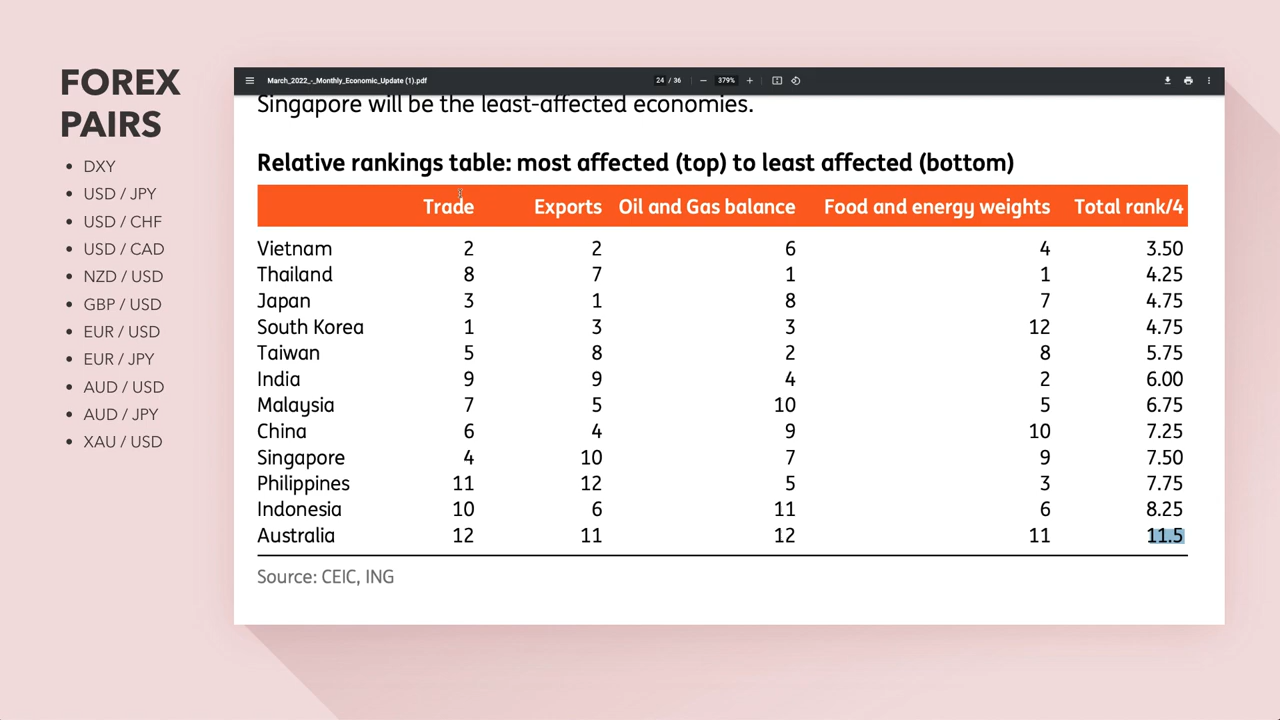 FOREX
PAIRS
• DXY
• USD / JPY
• USD / CHF
• USD / CAD
• NZD / USD
• GBP / USD
• EUR / USD
• EUR / JPY
• AUD / USD
• AUD / JPY
• XAU / USD
March_2022_-_Monthly_Economic_Update (1).pdf 24 / 36 − 379% +
Singapore will be the least-affected economies.
Relative rankings table: most affected (top) to least affected (bottom)
Trade Exports Oil and Gas balance Food and energy weights Total rank/4
Vietnam 2 2 6 4 3.50
Thailand 8 7 1 1 4.25
Japan 3 1 8 7 4.75
South Korea 1 3 3 12 4.75
Taiwan 5 8 2 8 5.75
India 9 9 4 2 6.00
Malaysia 7 5 10 5 6.75
China 6 4 9 10 7.25
Singapore 4 10 7 9 7.50
Philippines 11 12 5 3 7.75
Indonesia 10 6 11 6 8.25
Australia 12 11 12 11 11.5
Source: CEIC, ING